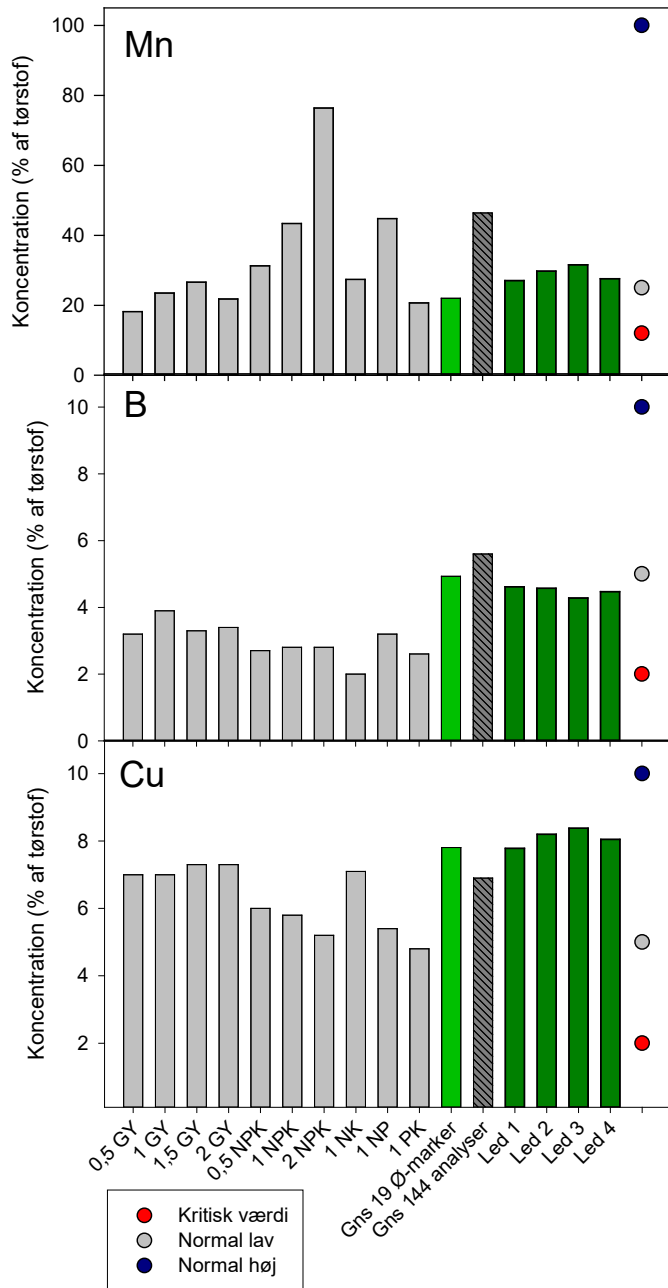 Mn
Koncentration (% af tørstof)
100
80
60
40
20
0
B
Koncentration (% af tørstof)
10
8
6
4
2
0
Cu
Koncentration (% af tørstof)
10
8
6
4
2
0,5 GY
1 GY
1,5 GY
2 GY
0,5 NPK
1 NPK
2 NPK
1 NK
1 NP
1 PK
Gns 19 Ø-marker
Gns 144 analyser
Led 1
Led 2
Led 3
Led 4
Kritisk værdi
Normal lav
Normal høj